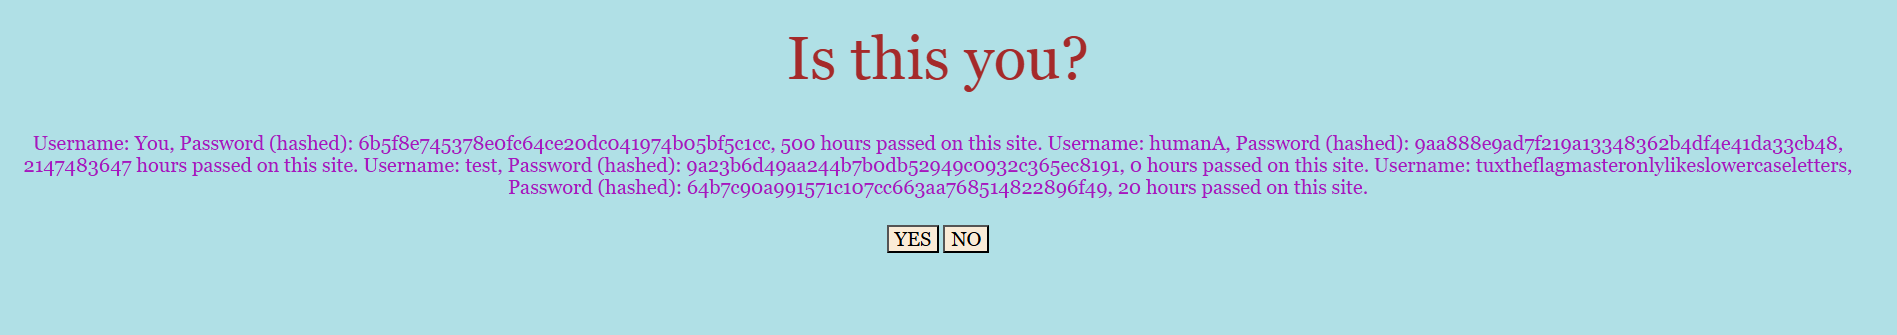 Is this you?
Username: You, Password (hashed): 6b5f8e745378e0fc64ce20dc041974b05bf5c1cc, 500 hours passed on this site. Username: humanA, Password (hashed): 9aa888e9ad7f219a13348362b4df4e41da33cb48,
2147483647 hours passed on this site. Username: test, Password (hashed): 9a23b6d49aa244b7b0db52949c0932c365ec8191, 0 hours passed on this site. Username: tuxtheflagmasteronlylikeslowercaseletters,
Password (hashed): 64b7c90a991571c107cc663aa768514822896f49, 20 hours passed on this site.
YES NO